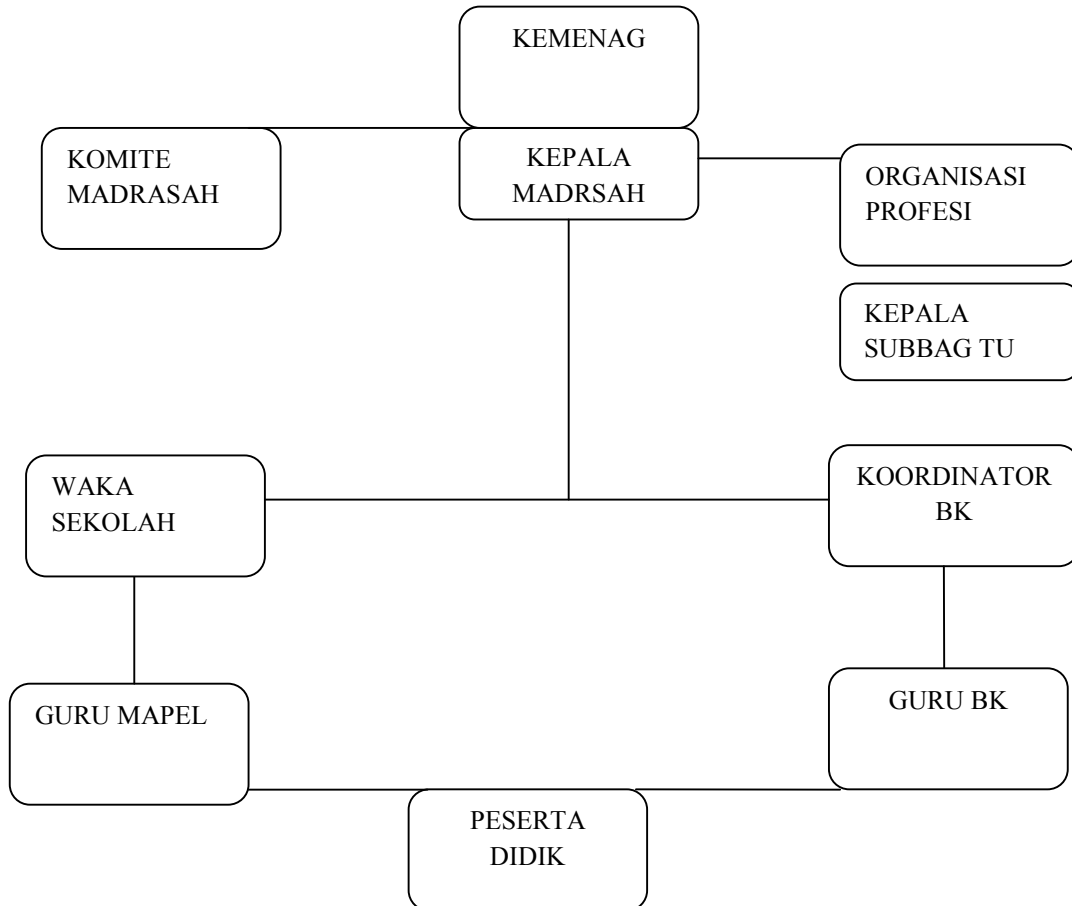 KEMENAG
KOMITE
MADRASAH
KEPALA
MADRSAH
ORGANISASI
PROFESI
KEPALA
SUBBAG TU
WAKA
SEKOLAH
KOORDINATOR
BK
GURU MAPEL
GURU BK
PESERTA
DIDIK